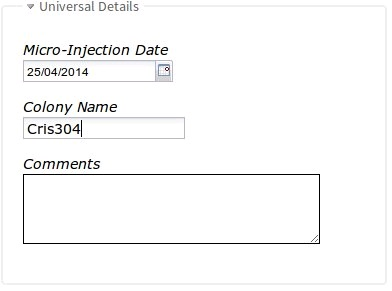 Universal Details
Micro-Injection Date
25/04/2014
Colony Name
Cris304
Comments